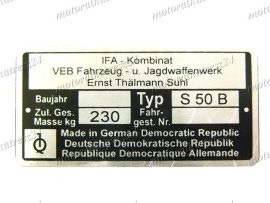 IFA - Kombinat
VEB Fahrzeug - u. Jagdwaffenwerk
Ernst Thälmann Suhl
Baujahr Typ S 50 B
Zul. Ges. Masse kg 230 Fahr- gest. Nr.
Made in German Democratic Republic
Deutsche Demokratische Republik
Republique Democratique Allemande